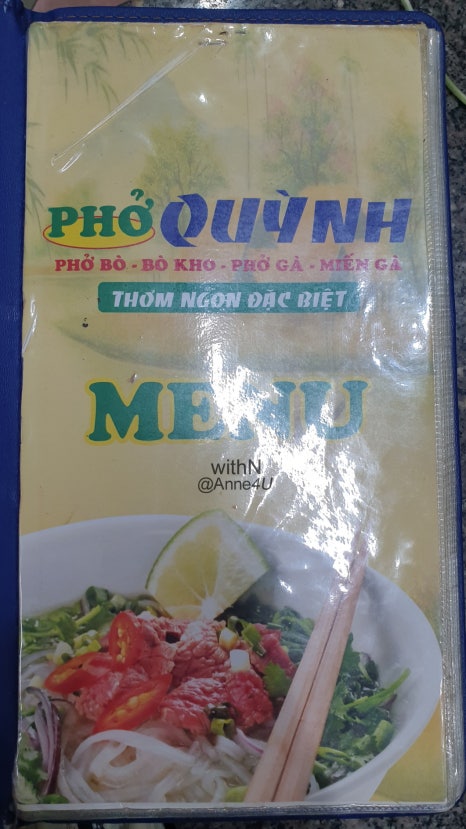 PHỞ QUỲNH
PHỞ BÒ - BÒ KHO - PHỞ GÀ - MIẾN GÀ
THƠM NGON ĐẶC BIỆT
MENU
withN
@Anne4U